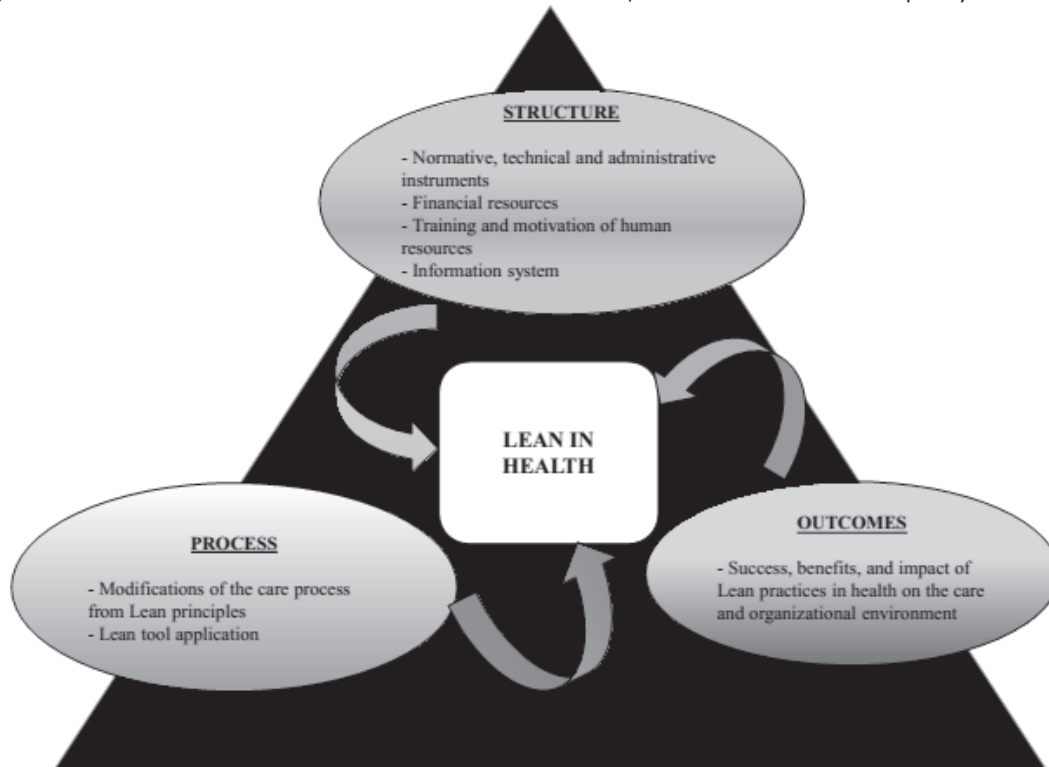 STRUCTURE
- Normative, technical and administrative
instruments
- Financial resources
- Training and motivation of human
resources
- Information system
LEAN IN
HEALTH
PROCESS
- Modifications of the care process
from Lean principles
- Lean tool application
OUTCOMES
- Success, benefits, and impact of
Lean practices in health on the care
and organizational environment